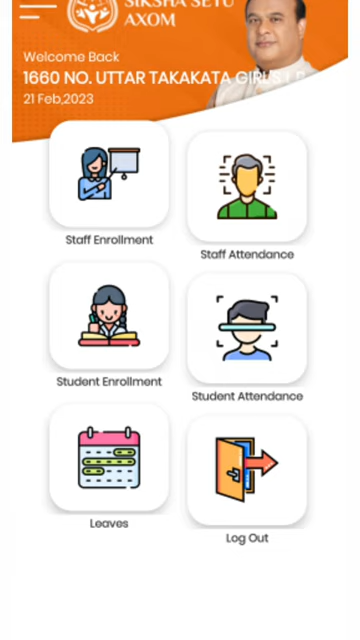 SIKSHA SETU
AXOM
Welcome Back
1660 NO. UTTAR TAKAKATA GIRLS L P
21 Feb,2023
Staff Enrollment
Staff Attendance
Student Enrollment
Student Attendance
Leaves
Log Out